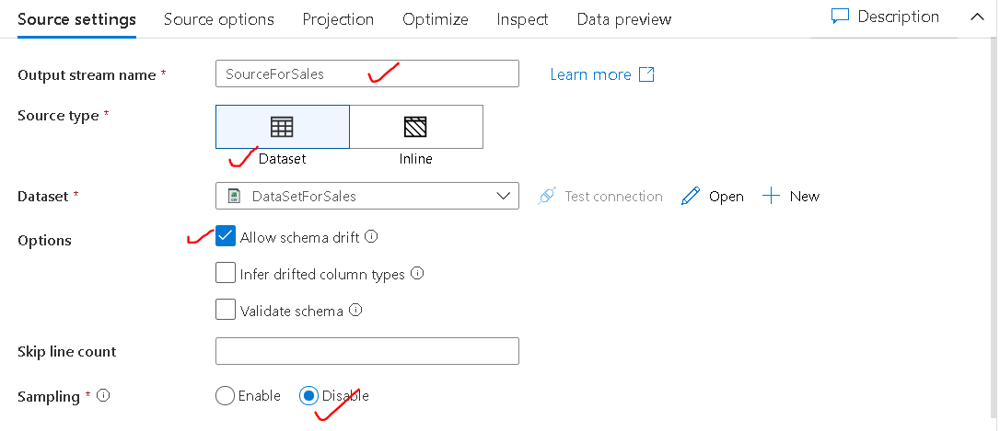 Source settings Source options Projection Optimize Inspect Data preview Description
Output stream name * SourceForSales Learn more
Source type *
Dataset Inline
Dataset * DataSetForSales Test connection Open New
Options Allow schema drift
Infer drifted column types
Validate schema
Skip line count
Sampling * Enable Disable